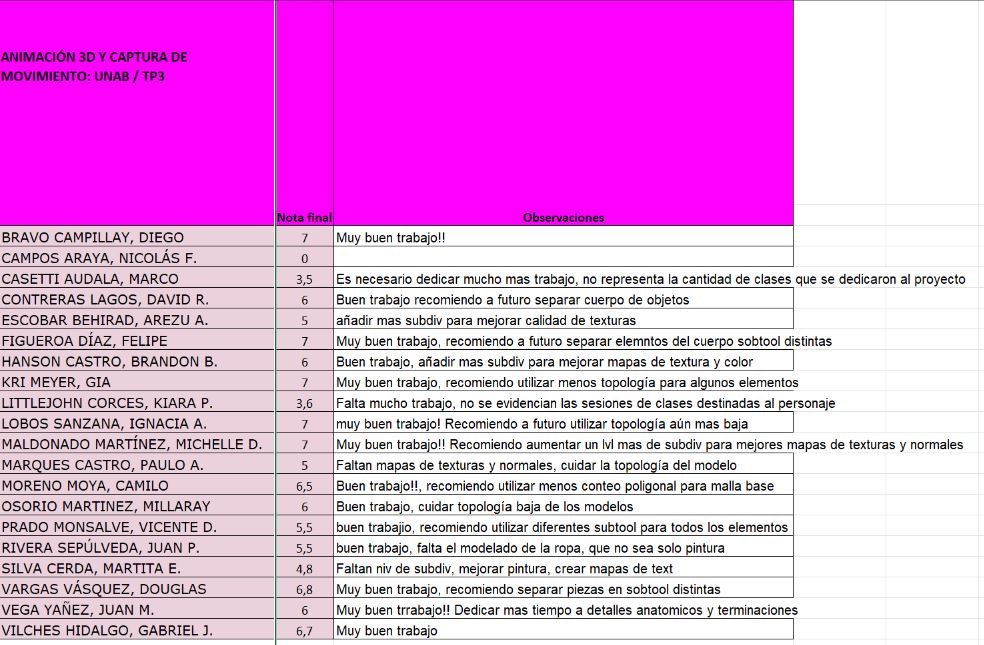 ANIMACIÓN 3D Y CAPTURA DE
MOVIMIENTO: UNAB / TP3
Nota final Observaciones
BRAVO CAMPILLAY, DIEGO 7 Muy buen trabajo!!
CAMPOS ARAYA, NICOLÁS F. 0
CASETTI AUDALA, MARCO 3,5 Es necesario dedicar mucho mas trabajo, no representa la cantidad de clases que se dedicaron al proyecto
CONTRERAS LAGOS, DAVID R. 6 Buen trabajo recomiendo a futuro separar cuerpo de objetos
ESCOBAR BEHIRAD, AREZU A. 5 añadir mas subdiv para mejorar calidad de texturas
FIGUEROA DÍAZ, FELIPE 7 Muy buen trabajo, recomiendo a futuro separar elemntos del cuerpo sobtool distintas
HANSON CASTRO, BRANDON B. 6 Buen trabajo, añadir mas subdiv para mejorar mapas de textura y color
KRI MEYER, GIA 7 Muy buen trabajo, recomiendo utilizar menos topología para algunos elementos
LITTLEJOHN CORCES, KIARA P. 3,6 Falta mucho trabajo, no se evidencian las sesiones de clases destinadas al personaje
LOBOS SANZANA, IGNACIA A. 7 muy buen trabajo! Recomiendo a futuro utilizar topología aún mas baja
MALDONADO MARTÍNEZ, MICHELLE D. 7 Muy buen trabajo!! Recomiendo aumentar un lvl mas de subdiv para mejores mapas de texturas y normales
MARQUES CASTRO, PAULO A. 5 Faltan mapas de texturas y normales, cuidar la topología del modelo
MORENO MOYA, CAMILO 6,5 Buen trabajo!!, recomiendo utilizar menos conteo poligonal para malla base
OSORIO MARTINEZ, MILLARAY 6 Buen trabajo, cuidar topología baja de los modelos
PRADO MONSALVE, VICENTE D. 5,5 buen trabajio, recomiendo utilizar diferentes subtool para todos los elementos
RIVERA SEPÚLVEDA, JUAN P. 5,5 buen trabajo, falta el modelado de la ropa, que no sea solo pintura
SILVA CERDA, MARTITA E. 4,8 Faltan niv de subdiv, mejorar pintura, crear mapas de text
VARGAS VÁSQUEZ, DOUGLAS 6,8 Muy buen trabajo, recomiendo separar piezas en sobtool distintas
VEGA YAÑEZ, JUAN M. 6 Muy buen trrabajo!! Dedicar mas tiempo a detalles anatomicos y terminaciones
VILCHES HIDALGO, GABRIEL J. 6,7 Muy buen trabajo